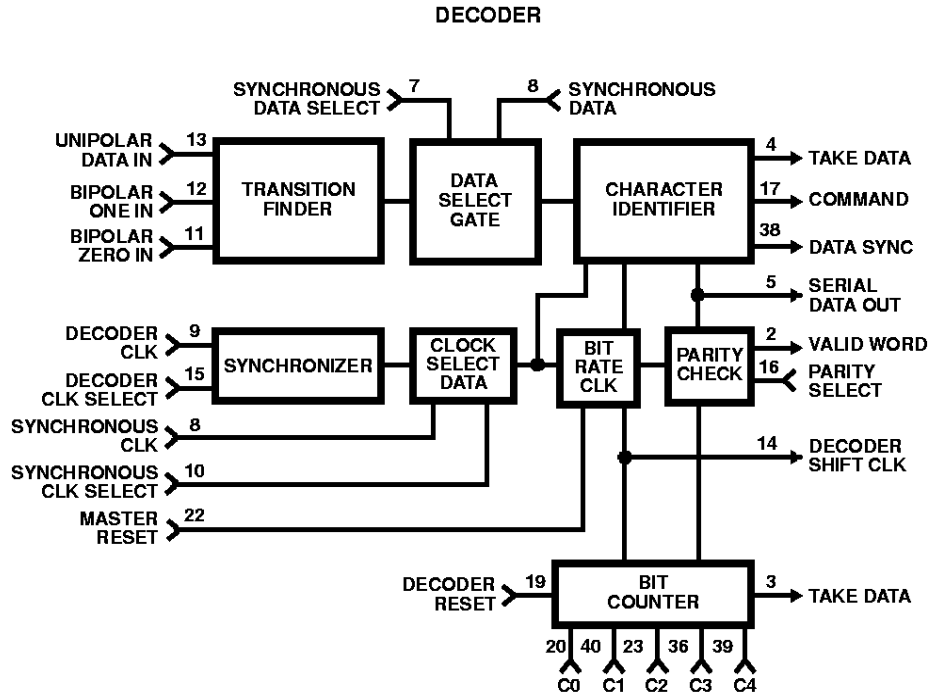 DECODER
SYNCHRONOUS
DATA SELECT
7
8
SYNCHRONOUS
DATA
UNIPOLAR
DATA IN
13
BIPOLAR
ONE IN
12
BIPOLAR
ZERO IN
11
TRANSITION
FINDER
DATA
SELECT
GATE
CHARACTER
IDENTIFIER
4
TAKE DATA
17
COMMAND
38
DATA SYNC
5
SERIAL
DATA OUT
DECODER
CLK
9
DECODER
CLK SELECT
15
SYNCHRONIZER
CLOCK
SELECT
DATA
BIT
RATE
CLK
PARITY
CHECK
2
VALID WORD
16
PARITY
SELECT
SYNCHRONOUS
CLK
8
SYNCHRONOUS
CLK SELECT
10
14
DECODER
SHIFT CLK
MASTER
RESET
22
DECODER
RESET
19
BIT
COUNTER
3
TAKE DATA
20 40 23 36 39
C0 C1 C2 C3 C4